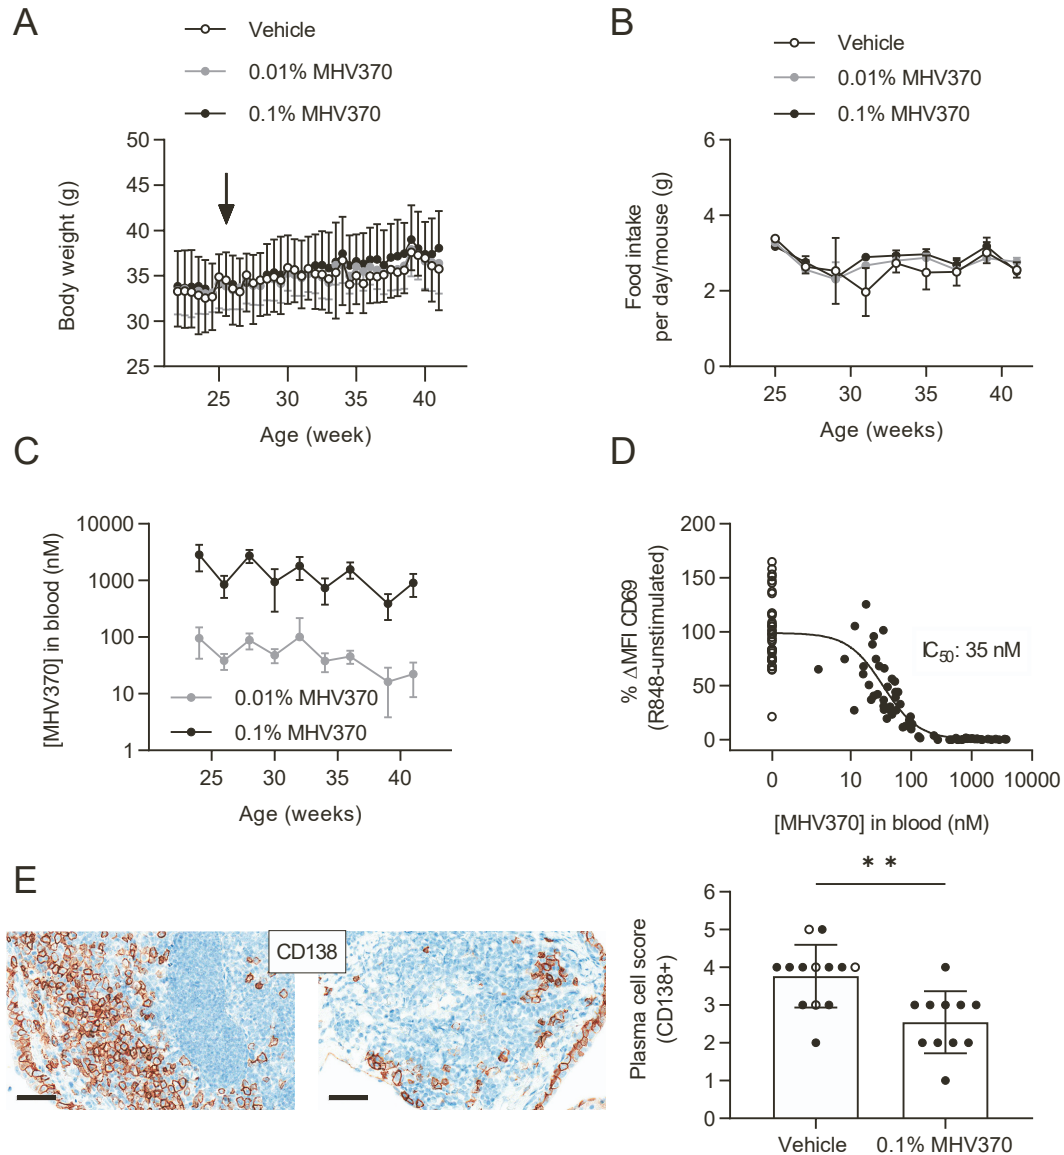 A
Vehicle
0.01% MHV370
0.1% MHV370
50
45
40
35
30
25
Body weight (g)
25
30
35
40
Age (week)
B
Vehicle
0.01% MHV370
0.1% MHV370
6
4
2
0
Food intake
per day/mouse (g)
25
30
35
40
Age (weeks)
C
10000
1000
100
10
1
[MHV370] in blood (nM)
0.01% MHV370
0.1% MHV370
25
30
35
40
Age (weeks)
D
200
150
100
50
0
% ΔMFI CD69
(R848-unstimulated)
IC50: 35 nM
0
10
100
1000
10000
[MHV370] in blood (nM)
E
CD138
* *
6
5
4
3
2
1
0
Plasma cell score
(CD138+)
Vehicle
0.1% MHV370